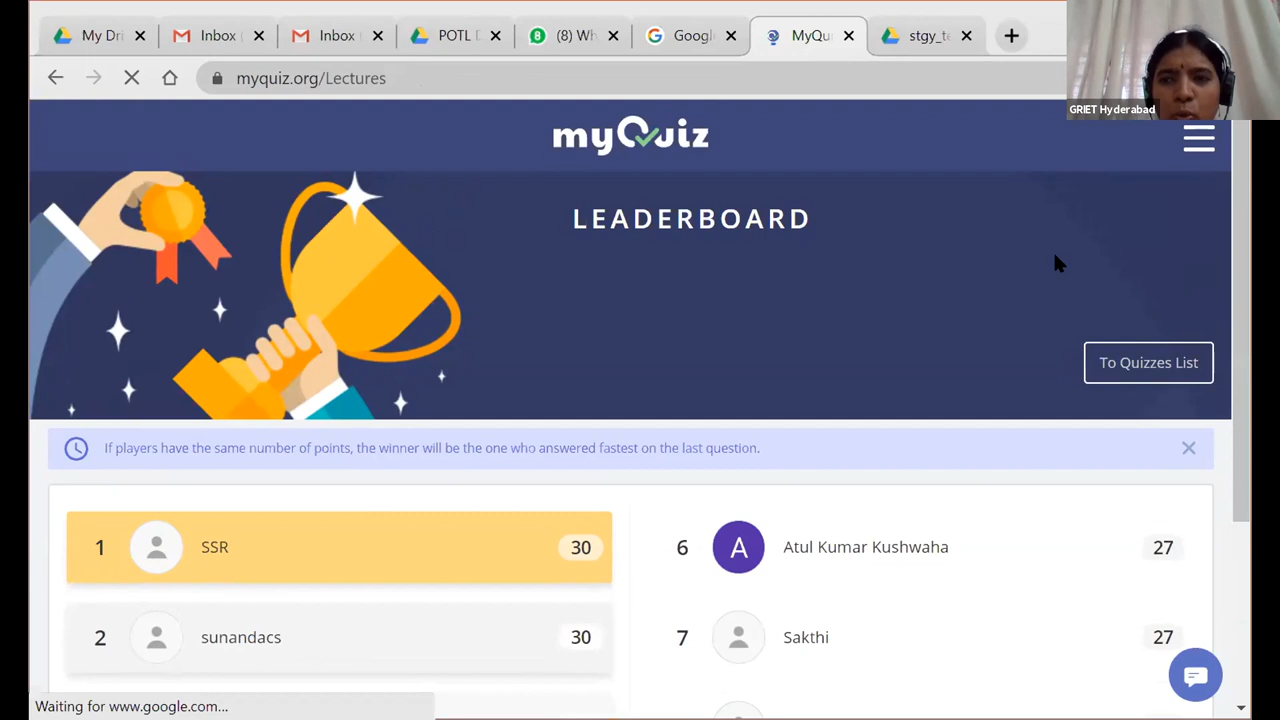 My Dri
Inbox
Inbox
POTL D
(8) Wh
Google
MyQui
stgy_te
myquiz.org/Lectures
GRIET Hyderabad
myQuiz
LEADERBOARD
To Quizzes List
If players have the same number of points, the winner will be the one who answered fastest on the last question.
1 SSR 30
6 A Atul Kumar Kushwaha 27
2 sunandacs 30
7 Sakthi 27
Waiting for www.google.com...